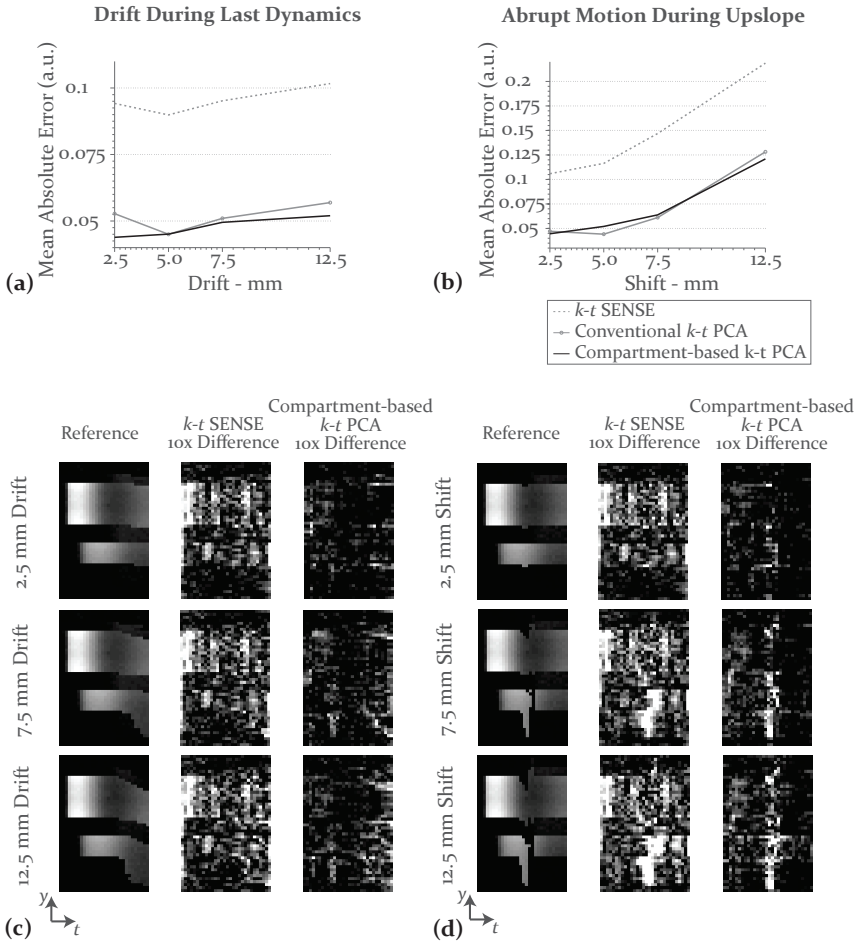 Drift During Last Dynamics
Mean Absolute Error (a.u.)
0.1
0.075
0.05
2.5 5.0 7.5 12.5
Drift - mm
(a)
Abrupt Motion During Upslope
Mean Absolute Error (a.u.)
0.2
0.175
0.15
0.125
0.1
0.075
0.05
2.5 5.0 7.5 12.5
Shift - mm
(b)
k-t SENSE
Conventional k-t PCA
Compartment-based k-t PCA
Reference
k-t SENSE
10x Difference
Compartment-based
k-t PCA
10x Difference
2.5 mm Drift
7.5 mm Drift
12.5 mm Drift
y
t
(c)
Reference
k-t SENSE
10x Difference
Compartment-based
k-t PCA
10x Difference
2.5 mm Shift
7.5 mm Shift
12.5 mm Shift
y
t
(d)